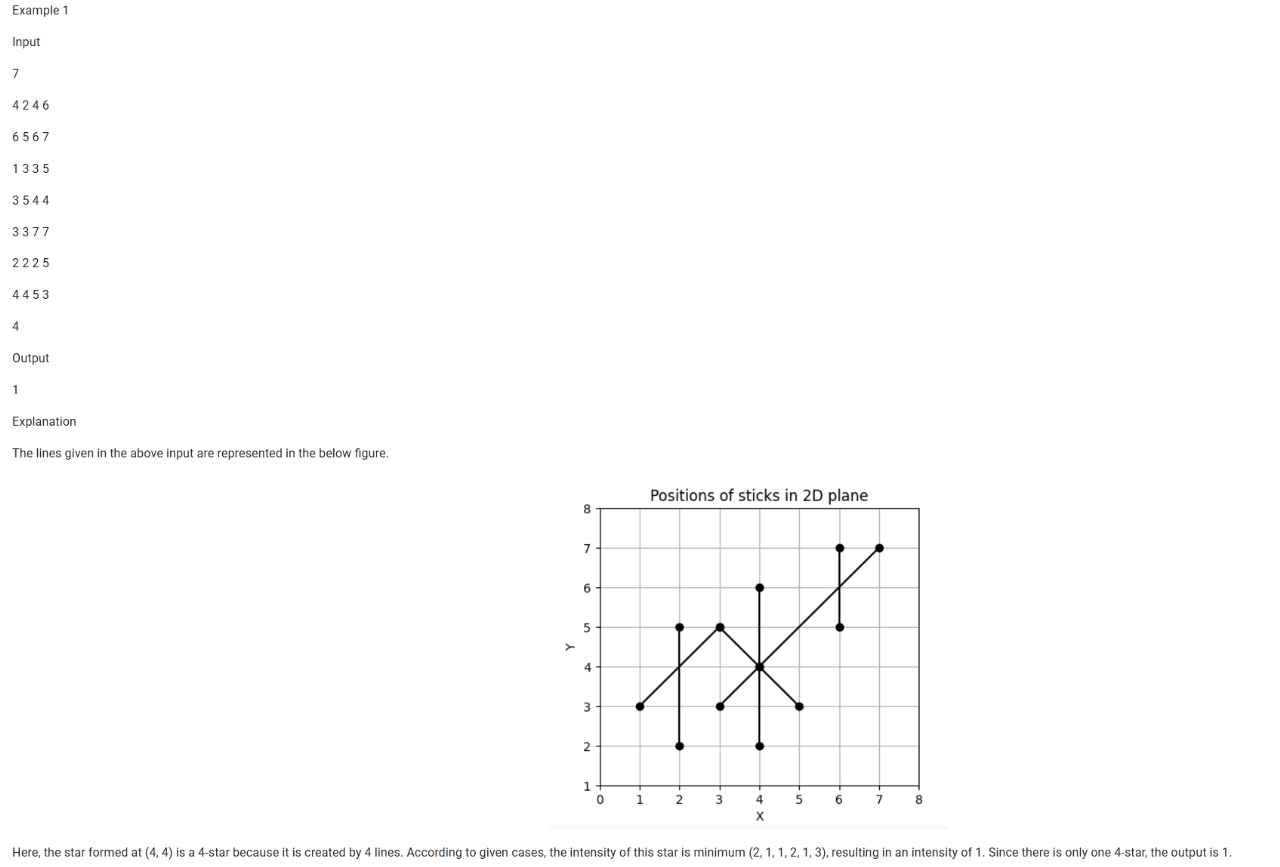 Example 1
Input
7
4 2 4 6
6 5 6 7
1 3 3 5
3 5 4 4
3 3 7 7
2 2 2 5
4 4 5 3
4
Output
1
Explanation
The lines given in the above input are represented in the below figure.
Positions of sticks in 2D plane
8
7
6
5
4
3
2
1
Y
0 1 2 3 4 5 6 7 8
X
Here, the star formed at (4, 4) is a 4-star because it is created by 4 lines. According to given cases, the intensity of this star is minimum (2, 1, 1, 2, 1, 3), resulting in an intensity of 1. Since there is only one 4-star, the output is 1.